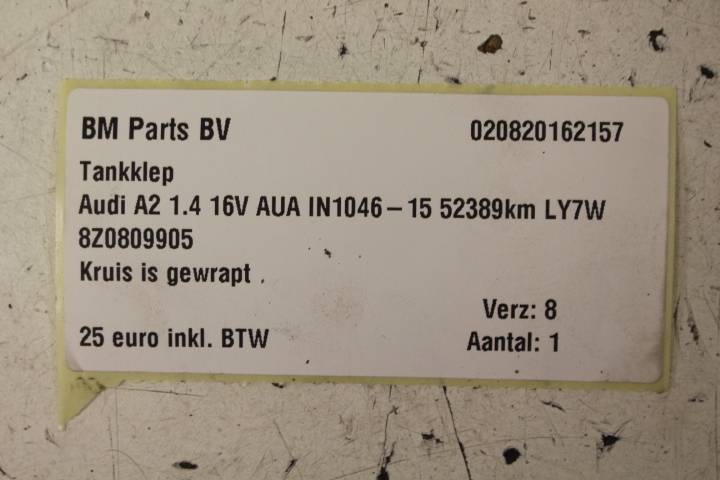 BM Parts BV 020820162157
Tankklep
Audi A2 1.4 16V AUA IN1046-15 52389km LY7W
8Z0809905
Kruis is gewrapt .
Verz: 8
25 euro inkl. BTW Aantal: 1